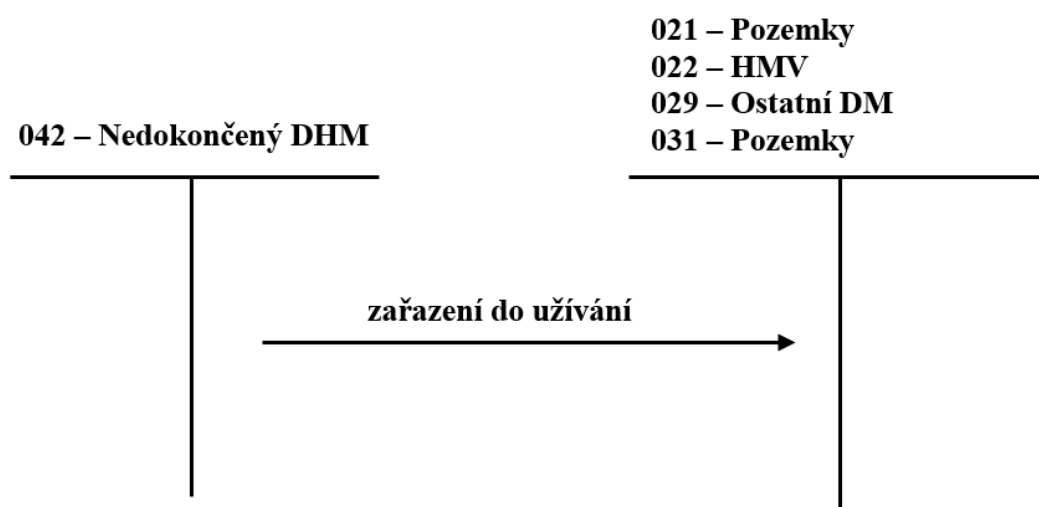 021 – Pozemky
022 – HMV
029 – Ostatní DM
031 – Pozemky
042 – Nedokončený DHM
zařazení do užívání